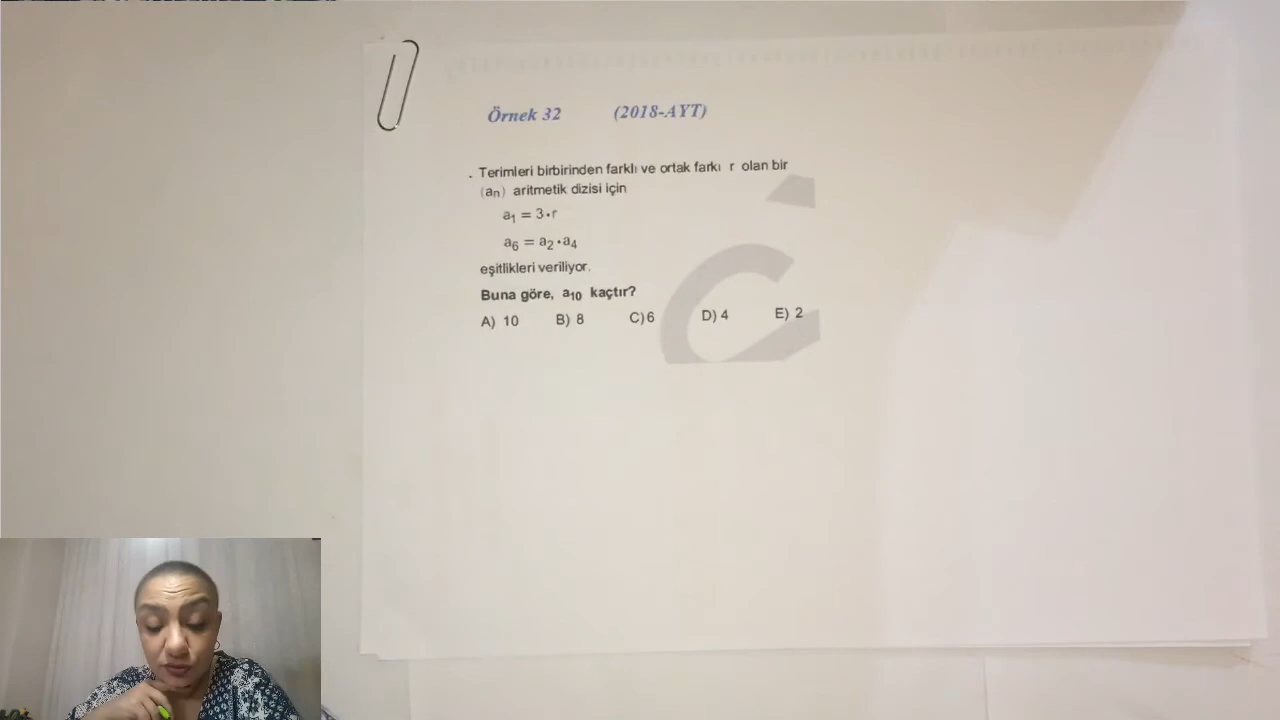 Örnek 32 (2018-AYT)
. Terimleri birbirinden farklı ve ortak farkı r olan bir
(aₙ) aritmetik dizisi için
a₁ = 3·r
a₆ = a₂·a₄
eşitlikleri veriliyor.
Buna göre, a₁₀ kaçtır?
A) 10 B) 8 C) 6 D) 4 E) 2